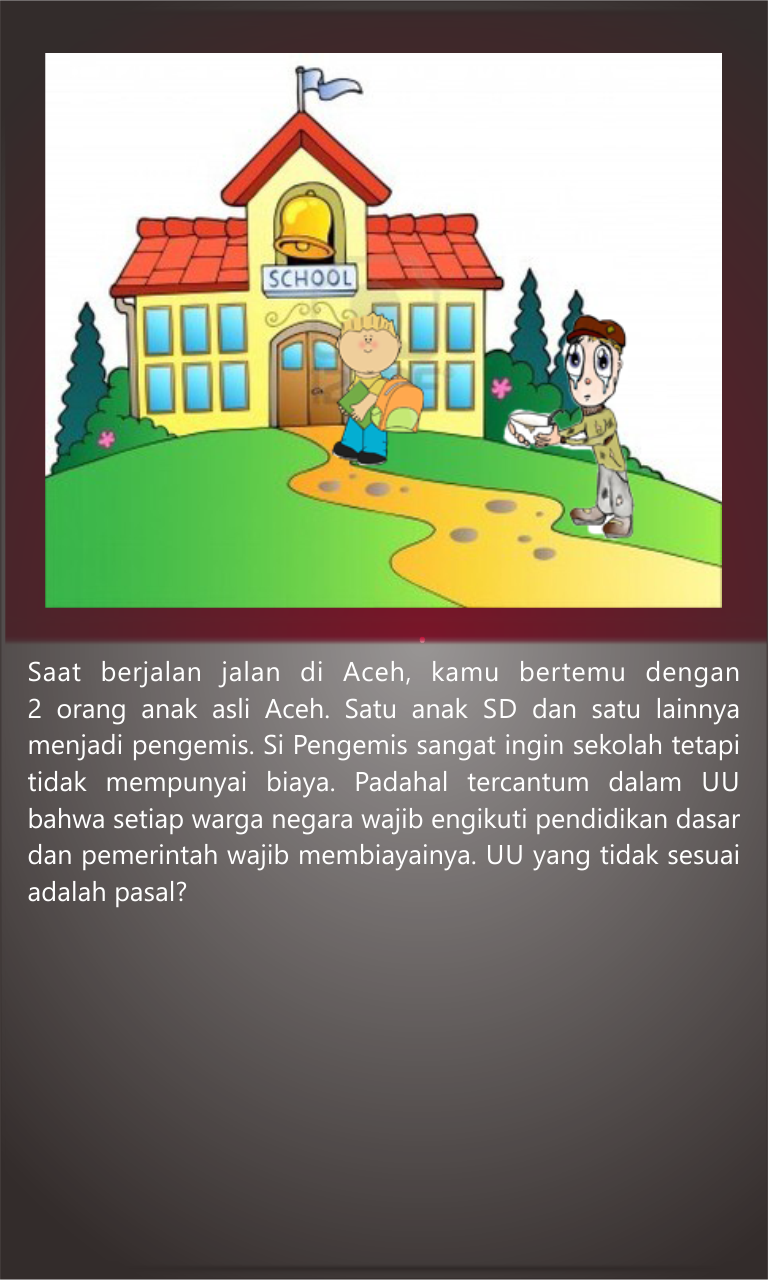 SCHOOL
Saat berjalan jalan di Aceh, kamu bertemu dengan
2 orang anak asli Aceh. Satu anak SD dan satu lainnya
menjadi pengemis. Si Pengemis sangat ingin sekolah tetapi
tidak mempunyai biaya. Padahal tercantum dalam UU
bahwa setiap warga negara wajib engikuti pendidikan dasar
dan pemerintah wajib membiayainya. UU yang tidak sesuai
adalah pasal?